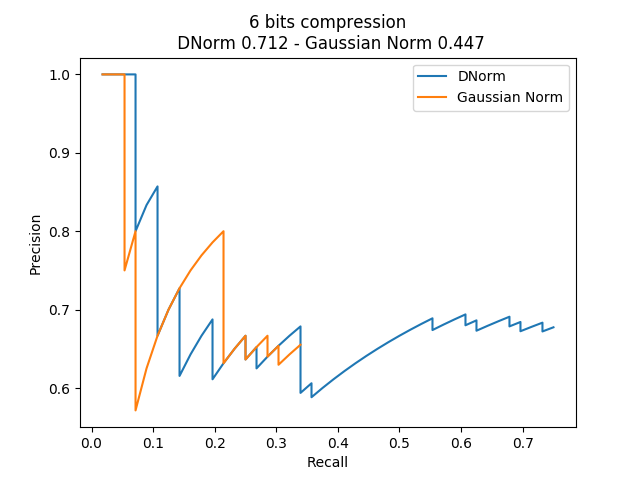 6 bits compression
DNorm 0.712 - Gaussian Norm 0.447
DNorm
Gaussian Norm
1.0
0.9
0.8
0.7
0.6
Precision
0.0 0.1 0.2 0.3 0.4 0.5 0.6 0.7
Recall